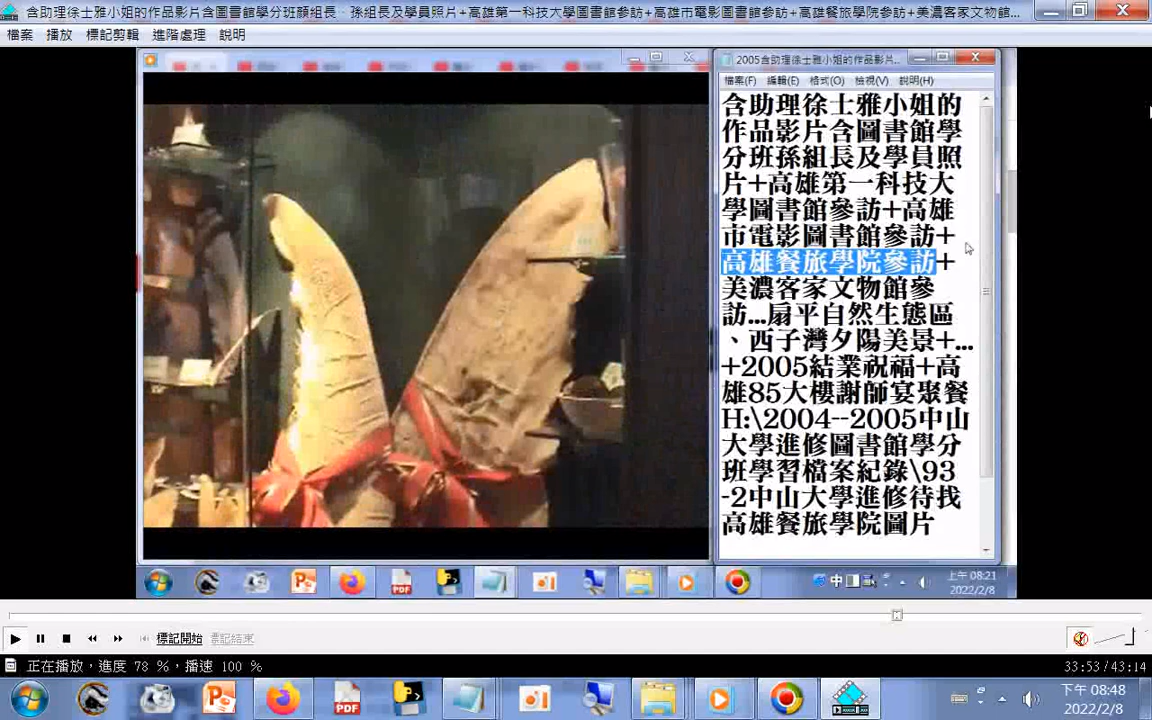 含助理徐士雅小姐的作品影片含圖書館學分班顏組長、孫組長及學員照片+高雄第一科技大學圖書館參訪+高雄市電影圖書館參訪+高雄餐旅學院參訪+美濃客家文物館...
檔案 播放 標記剪輯 進階處理 說明
2005含助理徐士雅小姐的作品影片...
檔案(F) 編輯(E) 格式(O) 檢視(V) 說明(H)
含助理徐士雅小姐的
作品影片含圖書館學
分班孫組長及學員照
片+高雄第一科技大
學圖書館參訪+高雄
市電影圖書館參訪+
高雄餐旅學院參訪+
美濃客家文物館參
訪...扇平自然生態區
、西子灣夕陽美景+...
+2005結業祝福+高
雄85大樓謝師宴聚餐
H:\2004--2005中山
大學進修圖書館學分
班學習檔案紀錄\93
-2中山大學進修待找
高雄餐旅學院圖片
中
上午 08:21
2022/2/8
標記開始 標記結束
正在播放，進度 78 %，播速 100 %
33:53 / 43:14
PDF
下午 08:48
2022/2/8